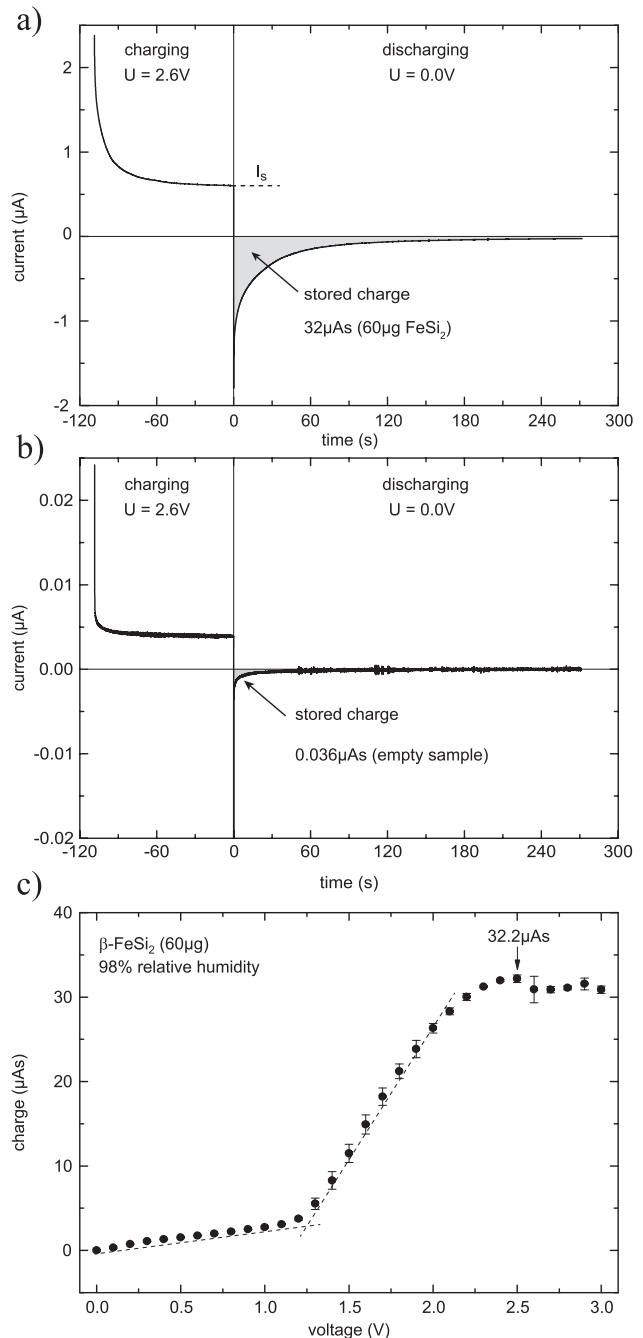 a)
charging
discharging
U = 2.6V
U = 0.0V
2
1
0
-1
-2
current (µA)
Is
stored charge
32µAs (60µg FeSi₂)
-120 -60 0 60 120 180 240 300
time (s)
b)
charging
discharging
U = 2.6V
U = 0.0V
0.02
0.01
0.00
-0.01
-0.02
current (µA)
stored charge
0.036µAs (empty sample)
-120 -60 0 60 120 180 240 300
time (s)
c)
β-FeSi₂ (60µg)
98% relative humidity
32.2µAs
40
30
20
10
0
charge (µAs)
0.0 0.5 1.0 1.5 2.0 2.5 3.0
voltage (V)